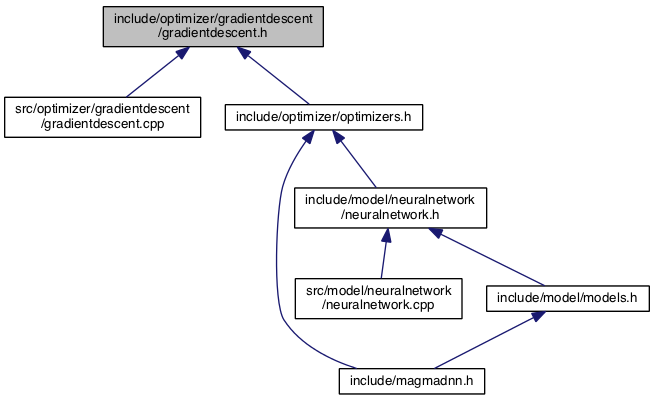 include/optimizer/gradientdescent
/gradientdescent.h
src/optimizer/gradientdescent
/gradientdescent.cpp
include/optimizer/optimizers.h
include/model/neuralnetwork
/neuralnetwork.h
src/model/neuralnetwork
/neuralnetwork.cpp
include/model/models.h
include/magmadnn.h